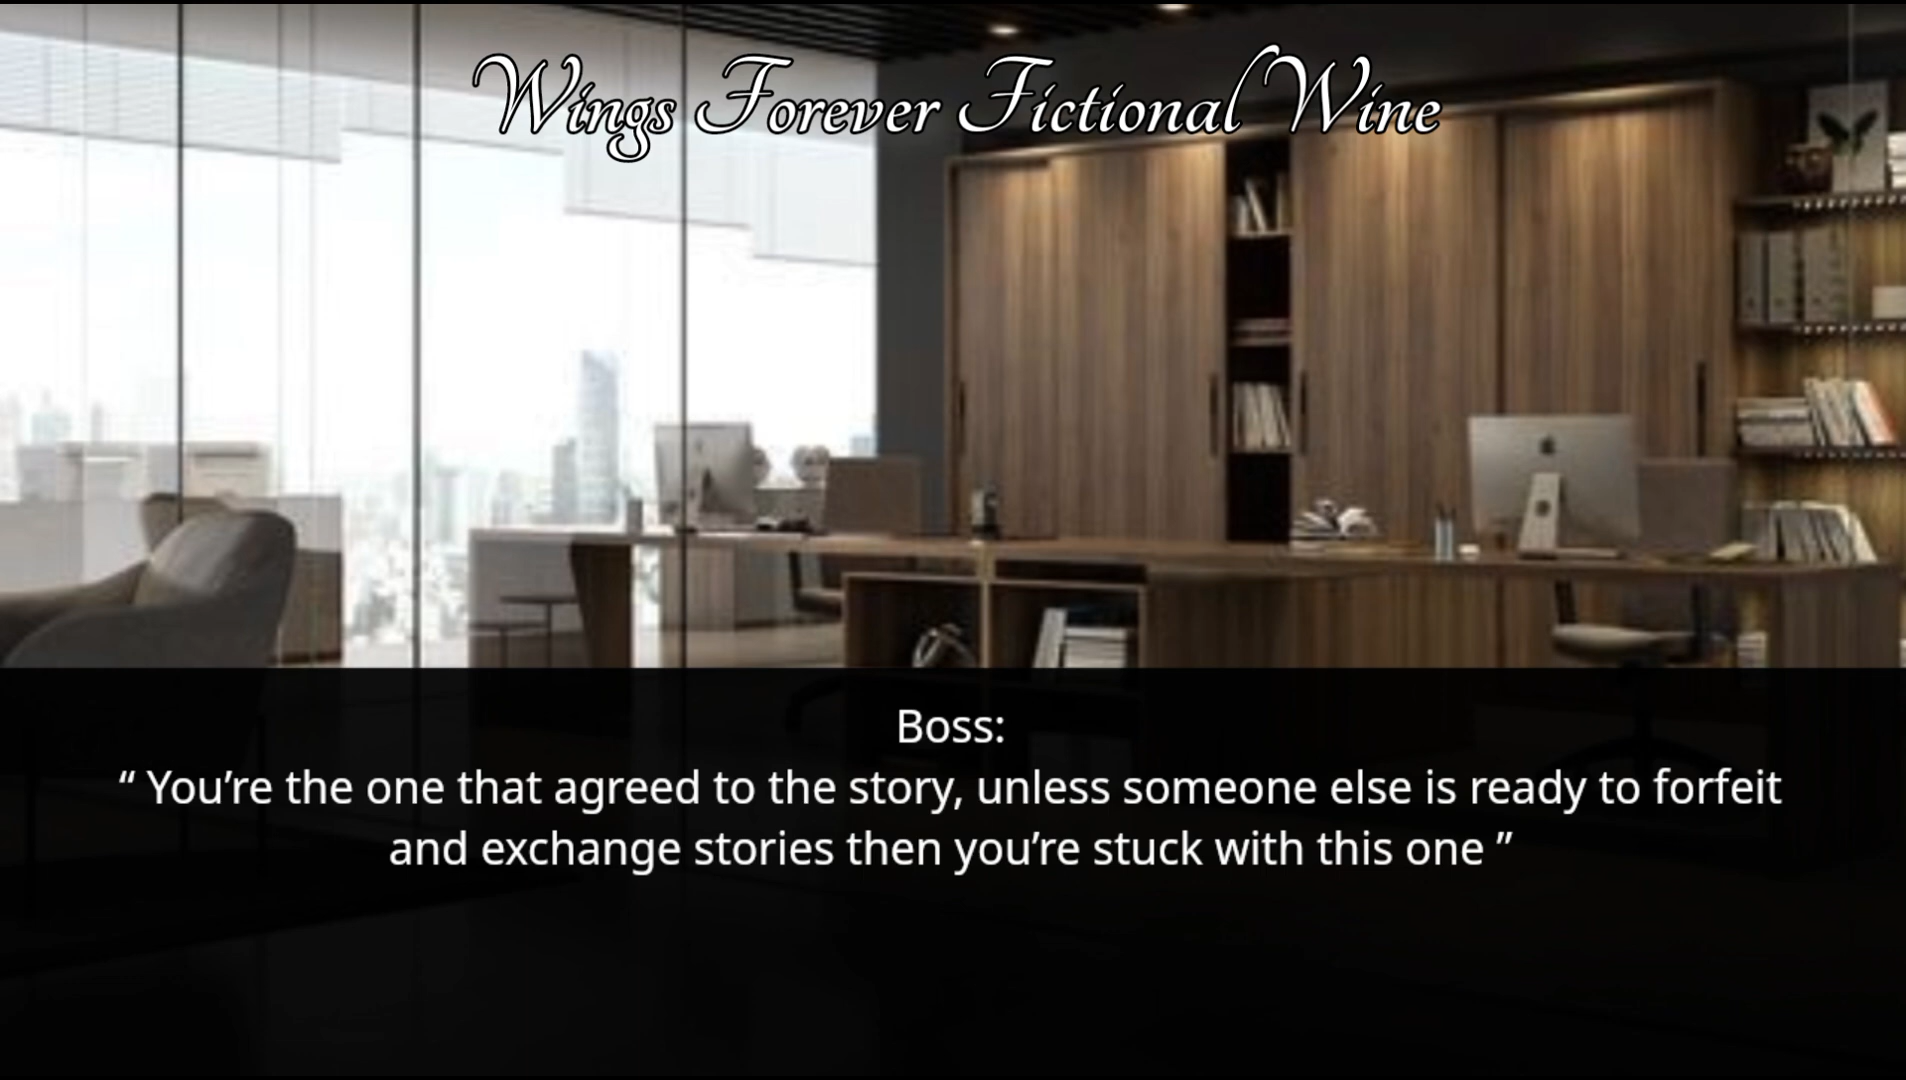 Wings Forever Fictional Wine
Boss:
“ You’re the one that agreed to the story, unless someone else is ready to forfeit
and exchange stories then you’re stuck with this one ”